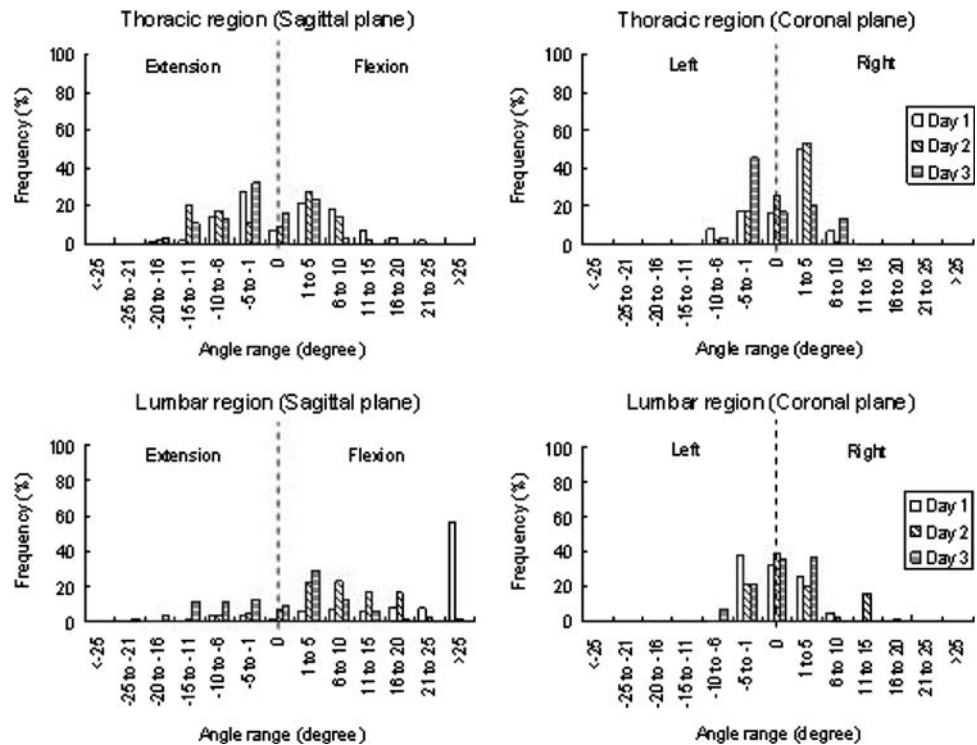 Thoracic region (Sagittal plane)
Extension
Flexion
Frequency (%)
100
80
60
40
20
0
<-25
-25 to -21
-20 to -16
-15 to -11
-10 to -6
-5 to -1
0
1 to 5
6 to 10
11 to 15
16 to 20
21 to 25
>25
Angle range (degree)
Thoracic region (Coronal plane)
Left
Right
Frequency (%)
100
80
60
40
20
0
Day 1
Day 2
Day 3
<-25
-25 to -21
-20 to -16
-15 to -11
-10 to -6
-5 to -1
0
1 to 5
6 to 10
11 to 15
16 to 20
21 to 25
>25
Angle range (degree)
Lumbar region (Sagittal plane)
Extension
Flexion
Frequency (%)
100
80
60
40
20
0
<-25
-25 to -21
-20 to -16
-15 to -11
-10 to -6
-5 to -1
0
1 to 5
6 to 10
11 to 15
16 to 20
21 to 25
>25
Angle range (degree)
Lumbar region (Coronal plane)
Left
Right
Frequency (%)
100
80
60
40
20
0
Day 1
Day 2
Day 3
<-25
-25 to -21
-20 to -16
-15 to -11
-10 to -6
-5 to -1
0
1 to 5
6 to 10
11 to 15
16 to 20
21 to 25
>25
Angle range (degree)